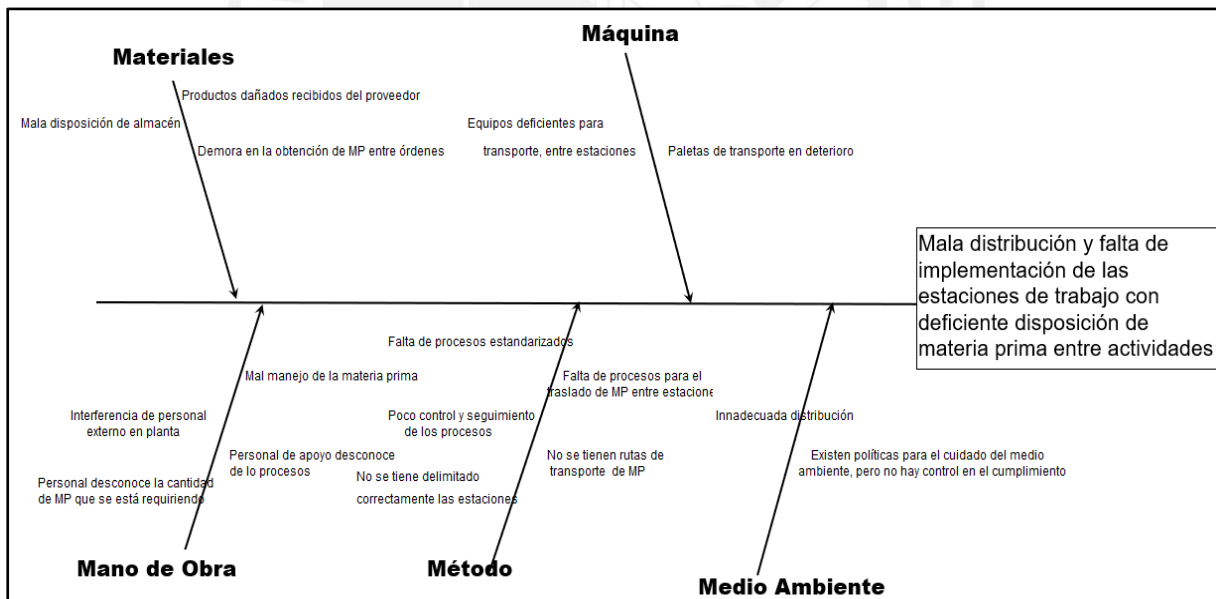 Materiales
Productos dañados recibidos del proveedor
Mala disposición de almacén
Demora en la obtención de MP entre órdenes
Máquina
Equipos deficientes para
transporte, entre estaciones
Paletas de transporte en deterioro
Mala distribución y falta de
implementación de las
estaciones de trabajo con
deficiente disposición de
materia prima entre actividades
Mal manejo de la materia prima
Interferencia de personal
externo en planta
Personal de apoyo desconoce
de lo procesos
Personal desconoce la cantidad
de MP que se está requiriendo
Mano de Obra
Falta de procesos estandarizados
Falta de procesos para el
traslado de MP entre estacione
Poco control y seguimiento
de los procesos
No se tienen rutas de
transporte de MP
No se tiene delimitado
correctamente las estaciones
Método
Innadecuada distribución
Existen políticas para el cuidado del medio
ambiente, pero no hay control en el cumplimiento
Medio Ambiente